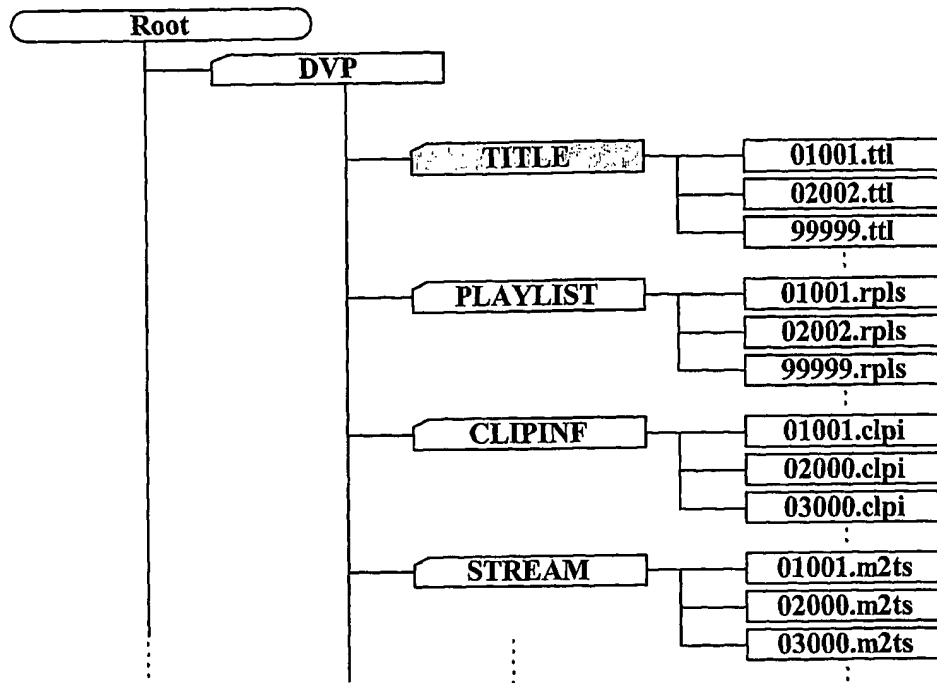 Root
DVP
TITLE
01001.ttl
02002.ttl
99999.ttl
PLAYLIST
01001.rpls
02002.rpls
99999.rpls
CLIPINF
01001.clpi
02000.clpi
03000.clpi
STREAM
01001.m2ts
02000.m2ts
03000.m2ts